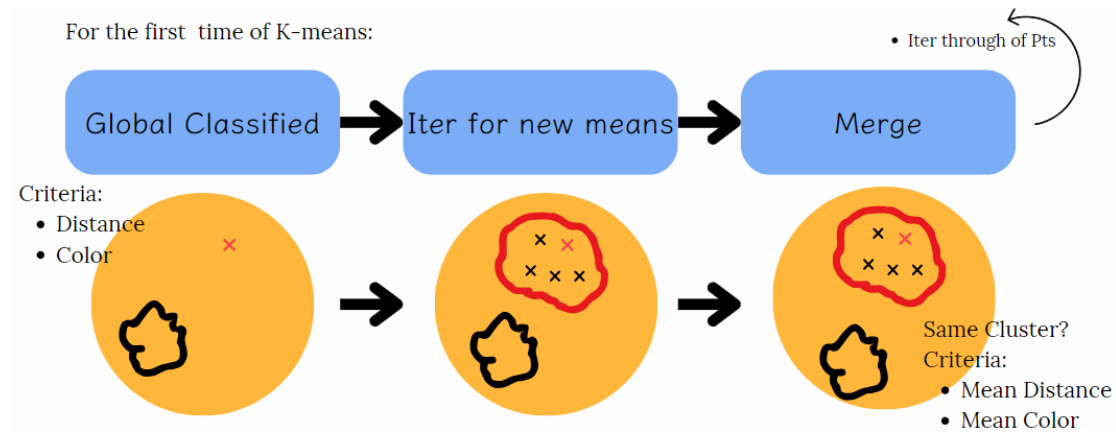 For the first  time of K-means:
• Iter through of Pts
Global Classified
Iter for new means
Merge
Criteria:
• Distance
• Color
Same Cluster?
Criteria:
• Mean Distance
• Mean Color